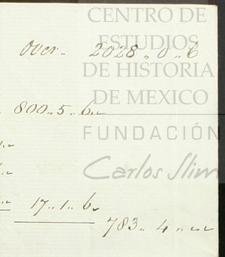 CENTRO DE
ESTUDIOS
Over - 2028 " 0 " 6
DE HISTORIA
DE MEXICO
800 " 5 " 6 "
FUNDACIÓN
Carlos Slim
17 " 1 " 6 "
783 " 4 " " "